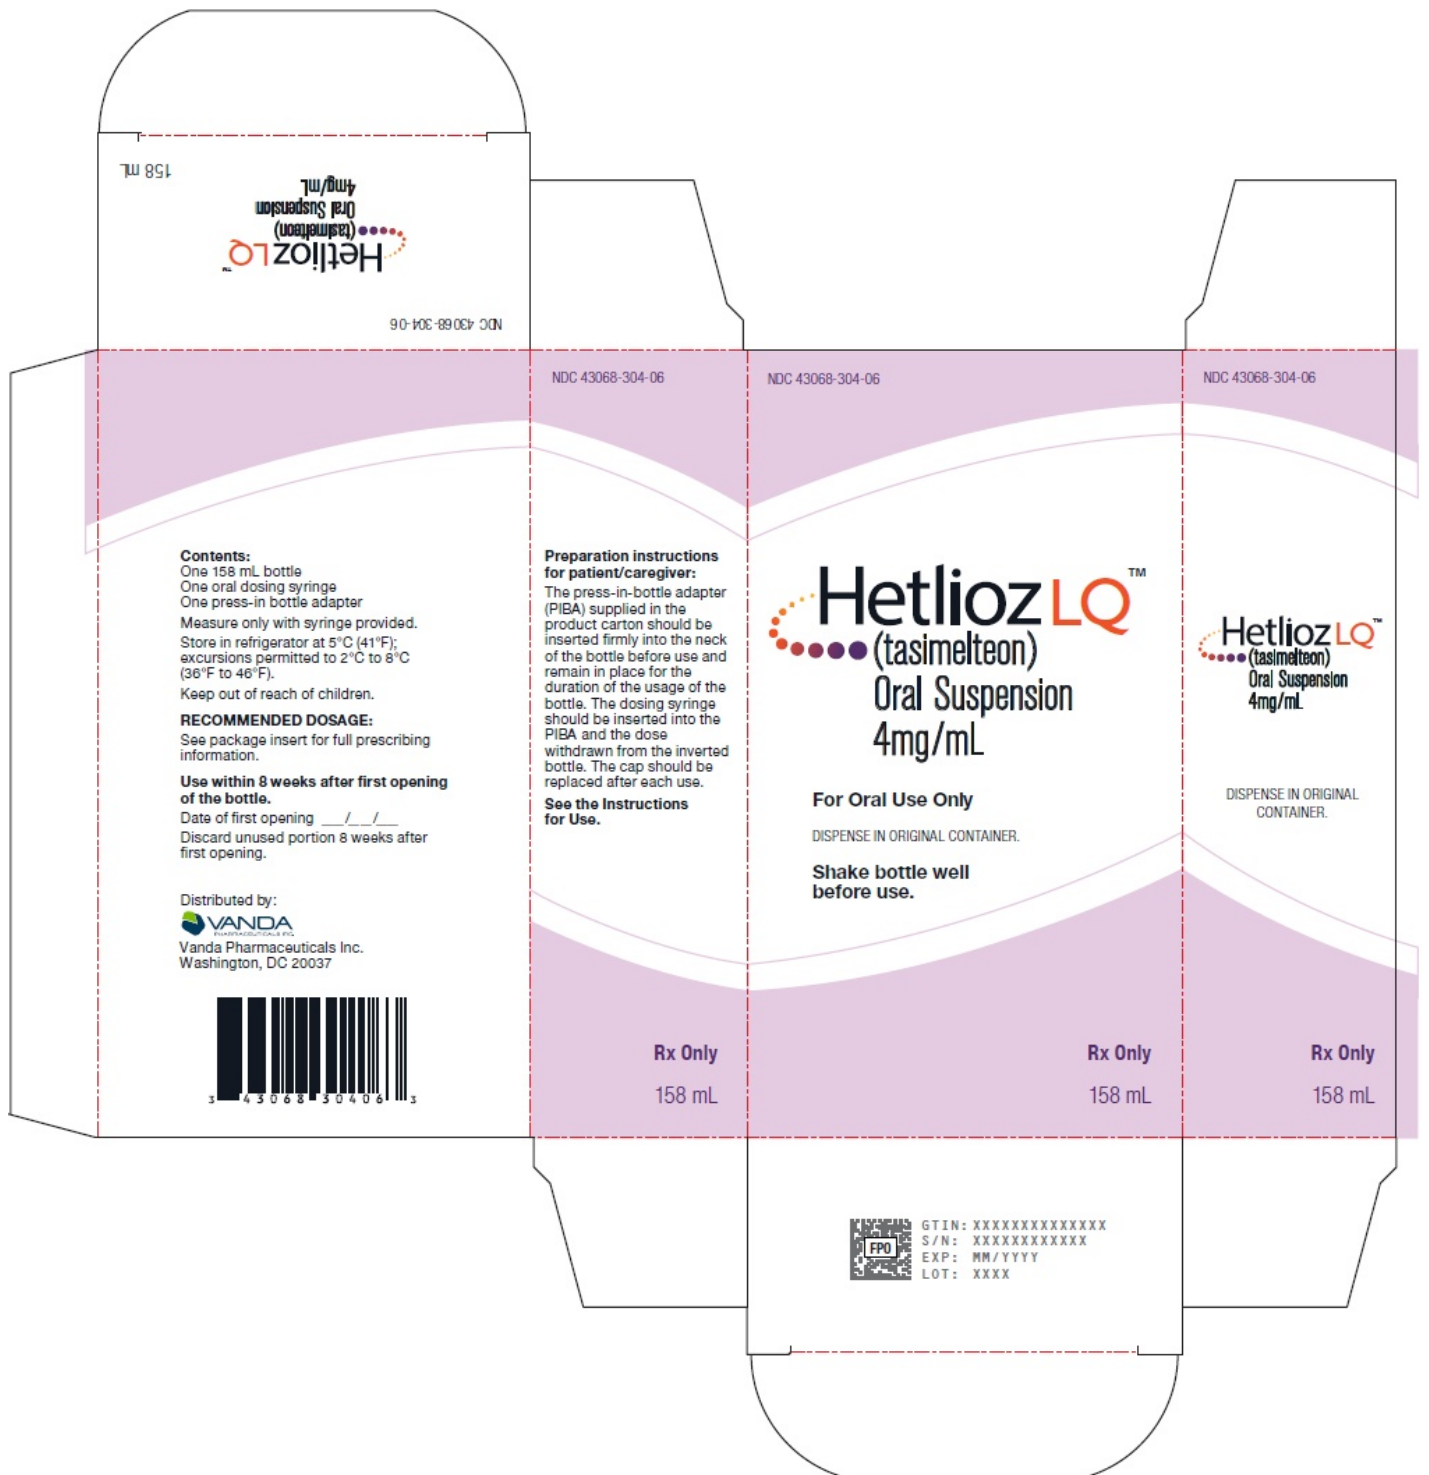 158 mL
HetliozLQ™
(tasimelteon)
Oral Suspension
4mg/mL
NDC 43068-304-06
NDC 43068-304-06
NDC 43068-304-06
NDC 43068-304-06
Contents:
One 158 mL bottle
One oral dosing syringe
One press-in bottle adapter
Measure only with syringe provided.
Store in refrigerator at 5°C (41°F);
excursions permitted to 2°C to 8°C
(36°F to 46°F).
Keep out of reach of children.
RECOMMENDED DOSAGE:
See package insert for full prescribing
information.
Use within 8 weeks after first opening
of the bottle.
Date of first opening ___/___/___
Discard unused portion 8 weeks after
first opening.
Distributed by:
VANDA
PHARMACEUTICALS INC.
Vanda Pharmaceuticals Inc.
Washington, DC 20037
3 43068 30406 3
Preparation instructions
for patient/caregiver:
The press-in-bottle adapter
(PIBA) supplied in the
product carton should be
inserted firmly into the neck
of the bottle before use and
remain in place for the
duration of the usage of the
bottle. The dosing syringe
should be inserted into the
PIBA and the dose
withdrawn from the inverted
bottle. The cap should be
replaced after each use.
See the Instructions
for Use.
Rx Only
158 mL
HetliozLQ™
(tasimelteon)
Oral Suspension
4mg/mL
For Oral Use Only
DISPENSE IN ORIGINAL CONTAINER.
Shake bottle well
before use.
Rx Only
158 mL
HetliozLQ™
(tasimelteon)
Oral Suspension
4mg/mL
DISPENSE IN ORIGINAL
CONTAINER.
Rx Only
158 mL
FPO
GTIN: XXXXXXXXXXXXXX
S/N: XXXXXXXXXXXX
EXP: MM/YYYY
LOT: XXXX